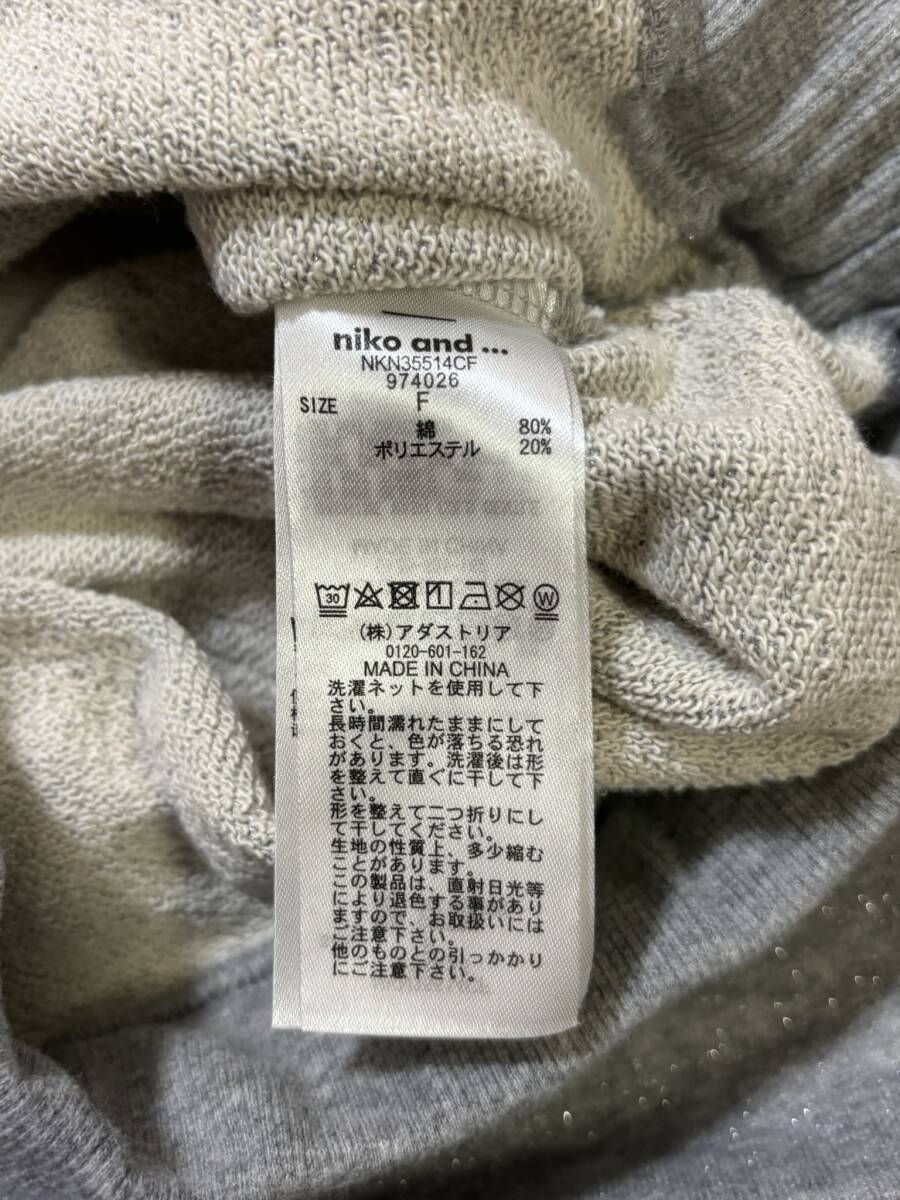 niko and ...
NKN35514CF
974026
SIZE F
綿 80%
ポリエステル 20%
30
W
(株)アダストリア
0120-601-162
MADE IN CHINA
洗濯ネットを使用して下
さい。
長時間濡れたままにして
おくと、色が落ちる恐れ
があります。洗濯後は形
を整えて直ぐに干して下
さい。
形を整えて二つ折りにし
て干してください。
生地の性質上、多少縮む
ことがあります。
この製品は、直射日光等
により退色する事があり
ますので、お取扱いには
ご注意下さい。
他のものとの引っかかり
にご注意下さい。